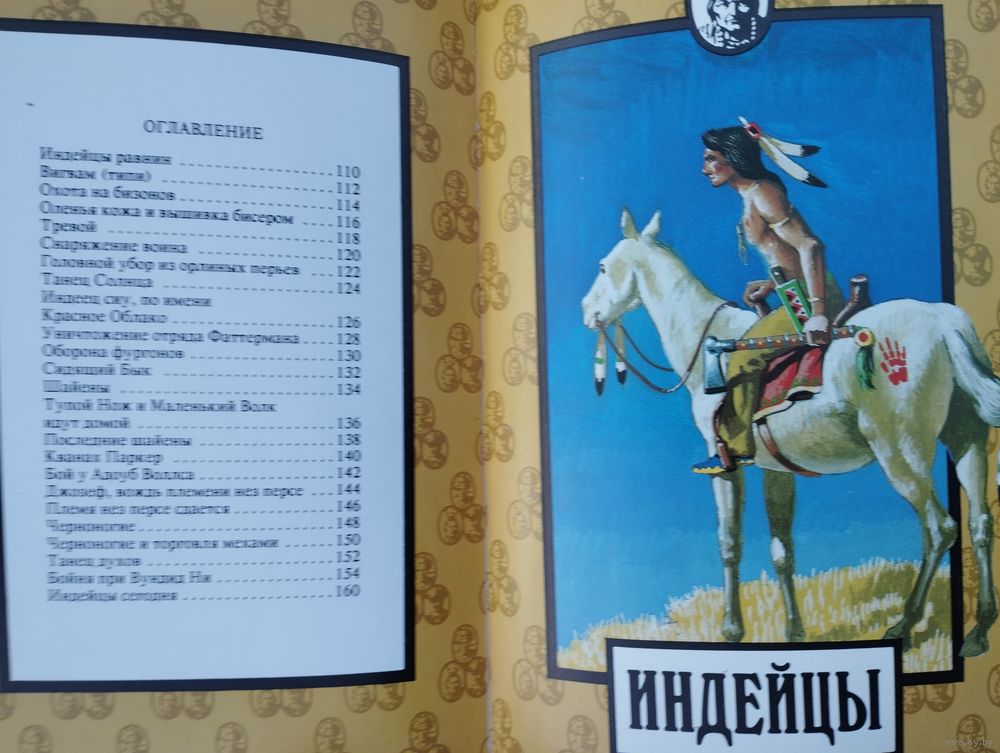 ОГЛАВЛЕНИЕ
Индейцы равнин 110
Вигвам (типи) 112
Охота на бизонов 114
Оленья кожа и вышивка бисером 116
Тревой 118
Снаряжение воина 120
Головной убор из орлиных перьев 122
Танец Солнца 124
Индеец сиу, по имени
Красное Облако 126
Уничтожение отряда Феттермана 128
Оборона фургонов 130
Сидящий Бык 132
Шайены 134
Тупой Нож и Маленький Волк
идут домой 136
Последние шайены 138
Кванах Паркер 140
Бой у Адоуб Воллса 142
Джозеф, вождь племени нез персе 144
Племя нез персе сдается 146
Черноногие 148
Черноногие и торговля мехами 150
Танец духов 152
Бойня при Вундид Ни 154
Индейцы сегодня 160
ИНДЕЙЦЫ
www.ay.by